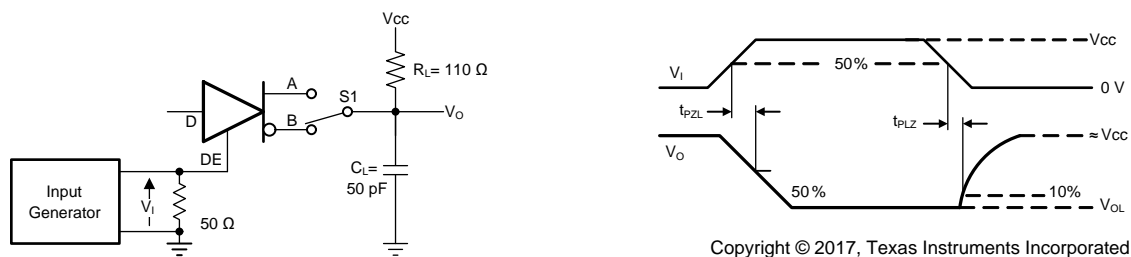 Vcc
RL= 110 Ω
A
S1
VO
D
B
DE
CL=
50 pF
Input
Generator
VI
50 Ω
Vcc
VI
50%
0 V
tPZL
tPLZ
VO
≈ Vcc
50%
10%
VOL
Copyright © 2017, Texas Instruments Incorporated